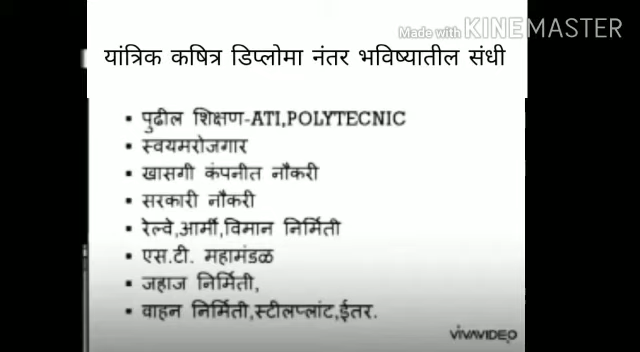 Made with KINEMASTER
यांत्रिक कषित्र डिप्लोमा नंतर भविष्यातील संधी
▪ पुढील शिक्षण-ATI,POLYTECNIC
▪ स्वयमरोजगार
▪ खासगी कंपनीत नौकरी
▪ सरकारी नौकरी
▪ रेल्वे,आर्मी,विमान निर्मिती
▪ एस.टी. महामंडळ
▪ जहाज निर्मिती,
▪ वाहन निर्मिती,स्टीलप्लांट,ईतर.
VIVAVIDEO